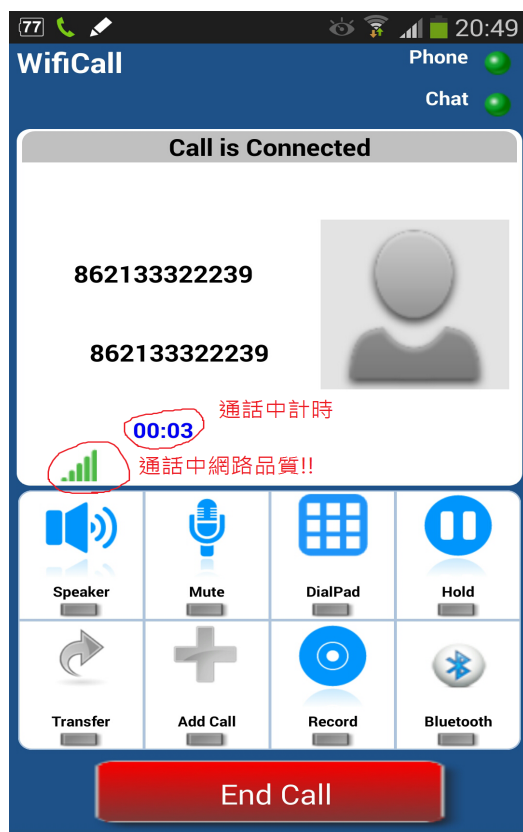 77
20:49
WifiCall
Phone
Chat
Call is Connected
862133322239
862133322239
通話中計時
00:03
通話中網路品質!!
Speaker
Mute
DialPad
Hold
Transfer
Add Call
Record
Bluetooth
End Call